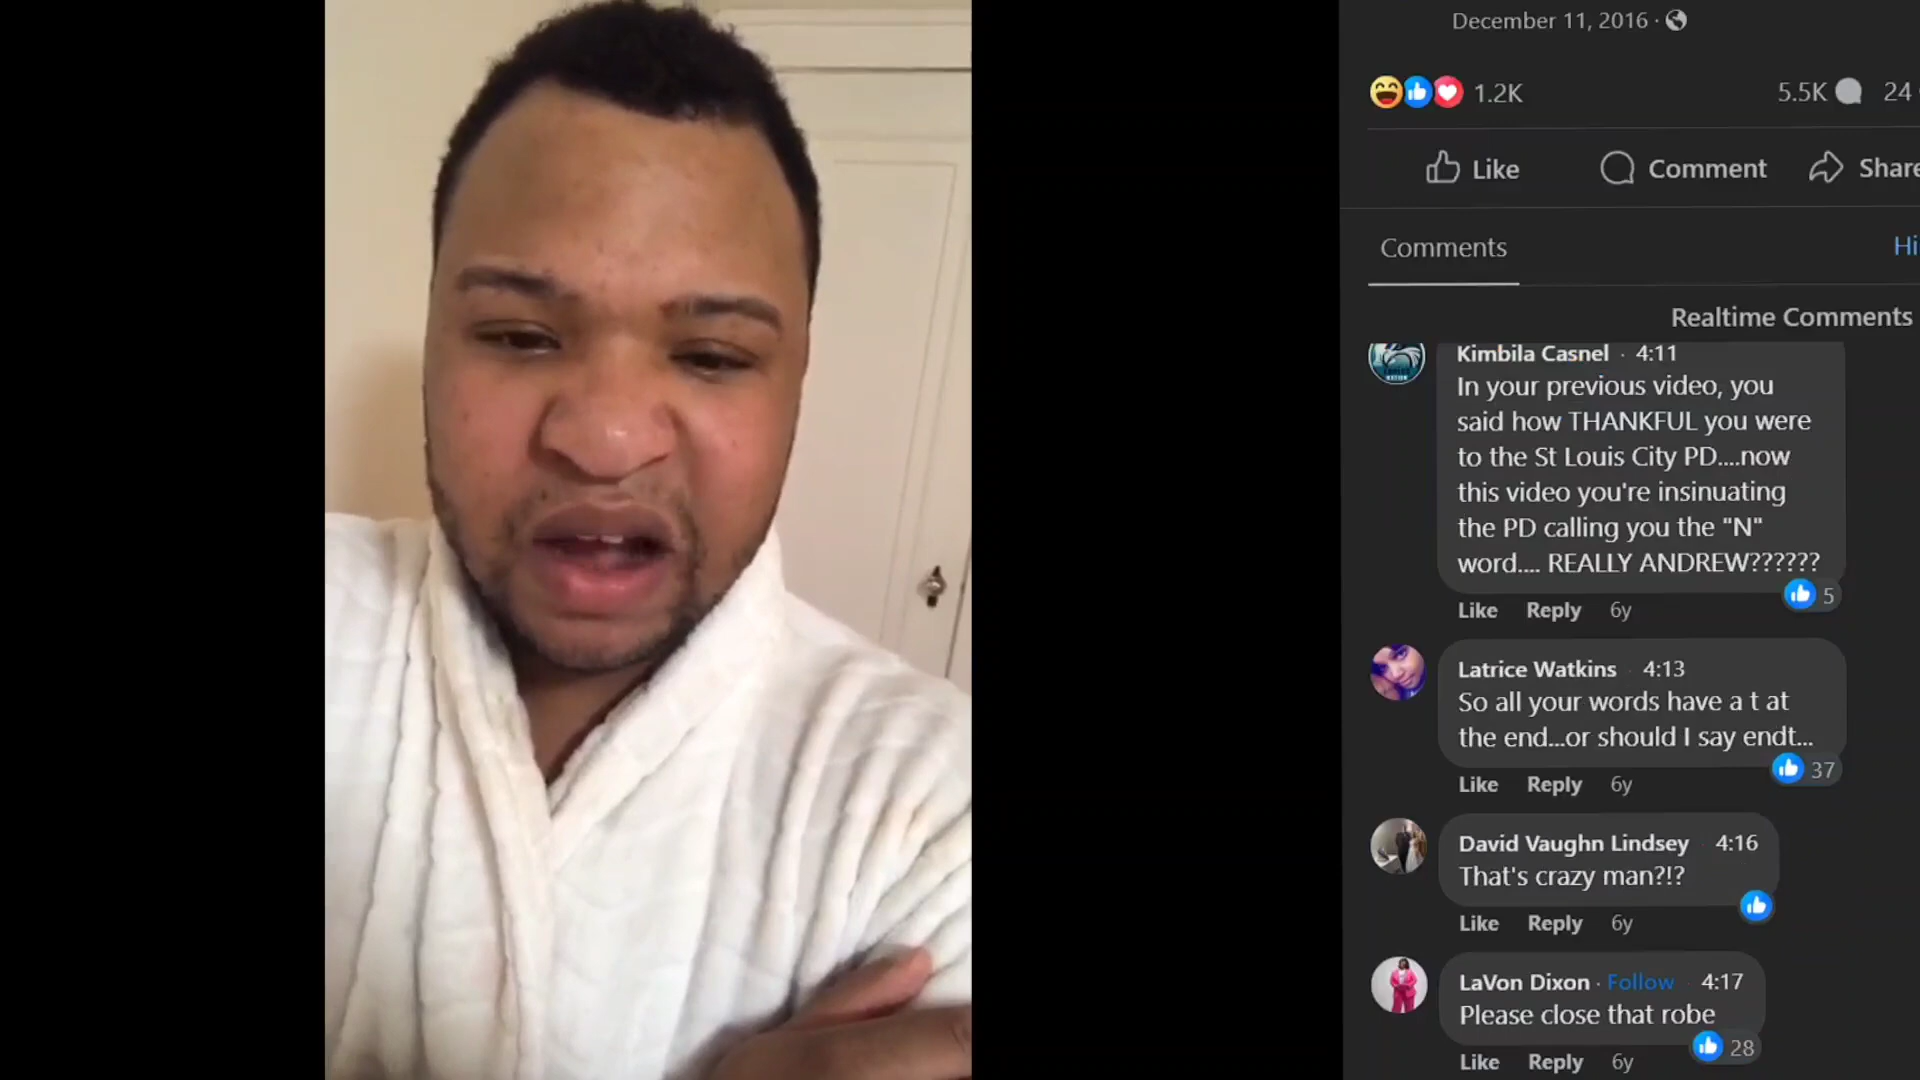 December 11, 2016 ·
1.2K
5.5K
24
Like
Comment
Share
Comments
Hi
Realtime Comments
Kimbila Casnel · 4:11
In your previous video, you
said how THANKFUL you were
to the St Louis City PD....now
this video you're insinuating
the PD calling you the "N"
word.... REALLY ANDREW??????
5
Like Reply 6y
Latrice Watkins · 4:13
So all your words have a t at
the end...or should I say endt...
37
Like Reply 6y
David Vaughn Lindsey · 4:16
That's crazy man?!?
Like Reply 6y
LaVon Dixon · Follow · 4:17
Please close that robe
28
Like Reply 6y